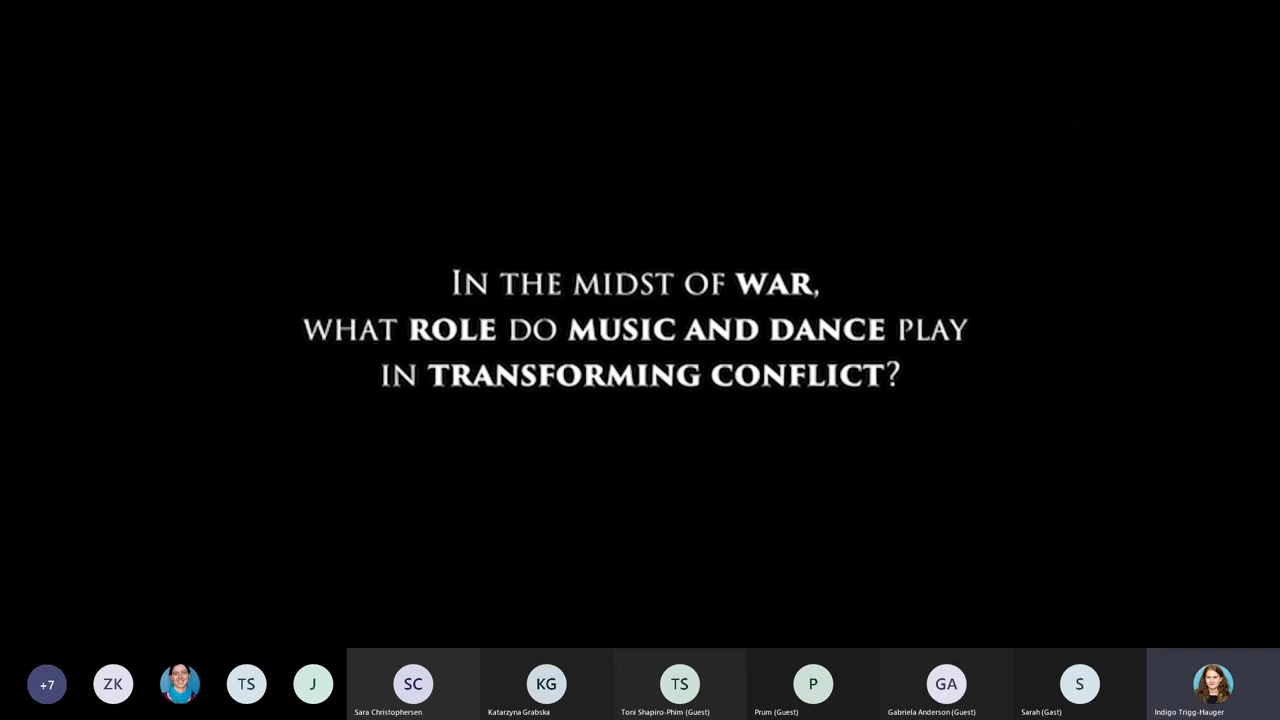 IN THE MIDST OF WAR,
WHAT ROLE DO MUSIC AND DANCE PLAY
IN TRANSFORMING CONFLICT?
+7
ZK
TS
J
SC
KG
TS
P
GA
S
Sara Christophersen
Katarzyna Grabska
Toni Shapiro-Phim (Guest)
Prum (Guest)
Gabriela Anderson (Guest)
Sarah (Gast)
Indigo Trigg-Hauger